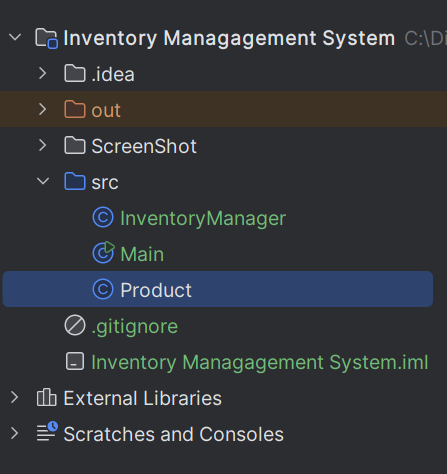 Inventory Managagement System C:\Di
.idea
out
ScreenShot
src
InventoryManager
Main
Product
.gitignore
Inventory Managagement System.iml
External Libraries
Scratches and Consoles